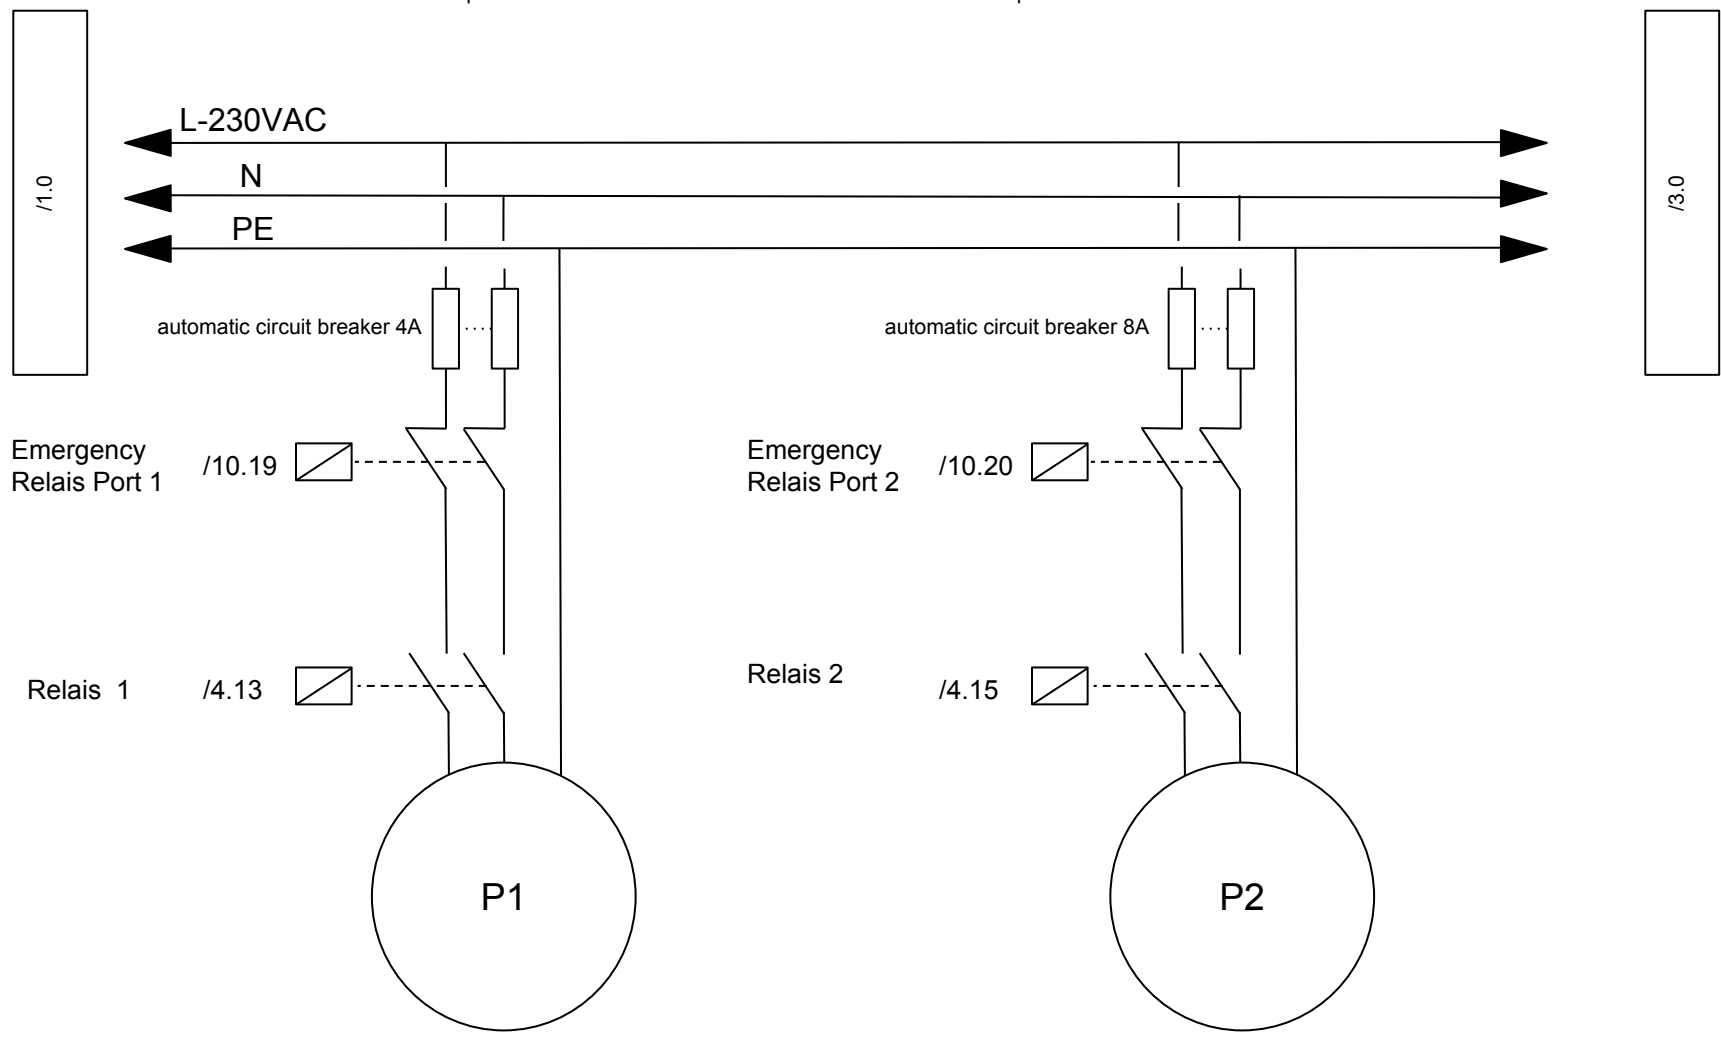 /1.0
L-230VAC
N
PE
/3.0
automatic circuit breaker 4A
automatic circuit breaker 8A
Emergency
Relais Port 1
/10.19
Emergency
Relais Port 2
/10.20
Relais 1
/4.13
Relais 2
/4.15
P1
P2